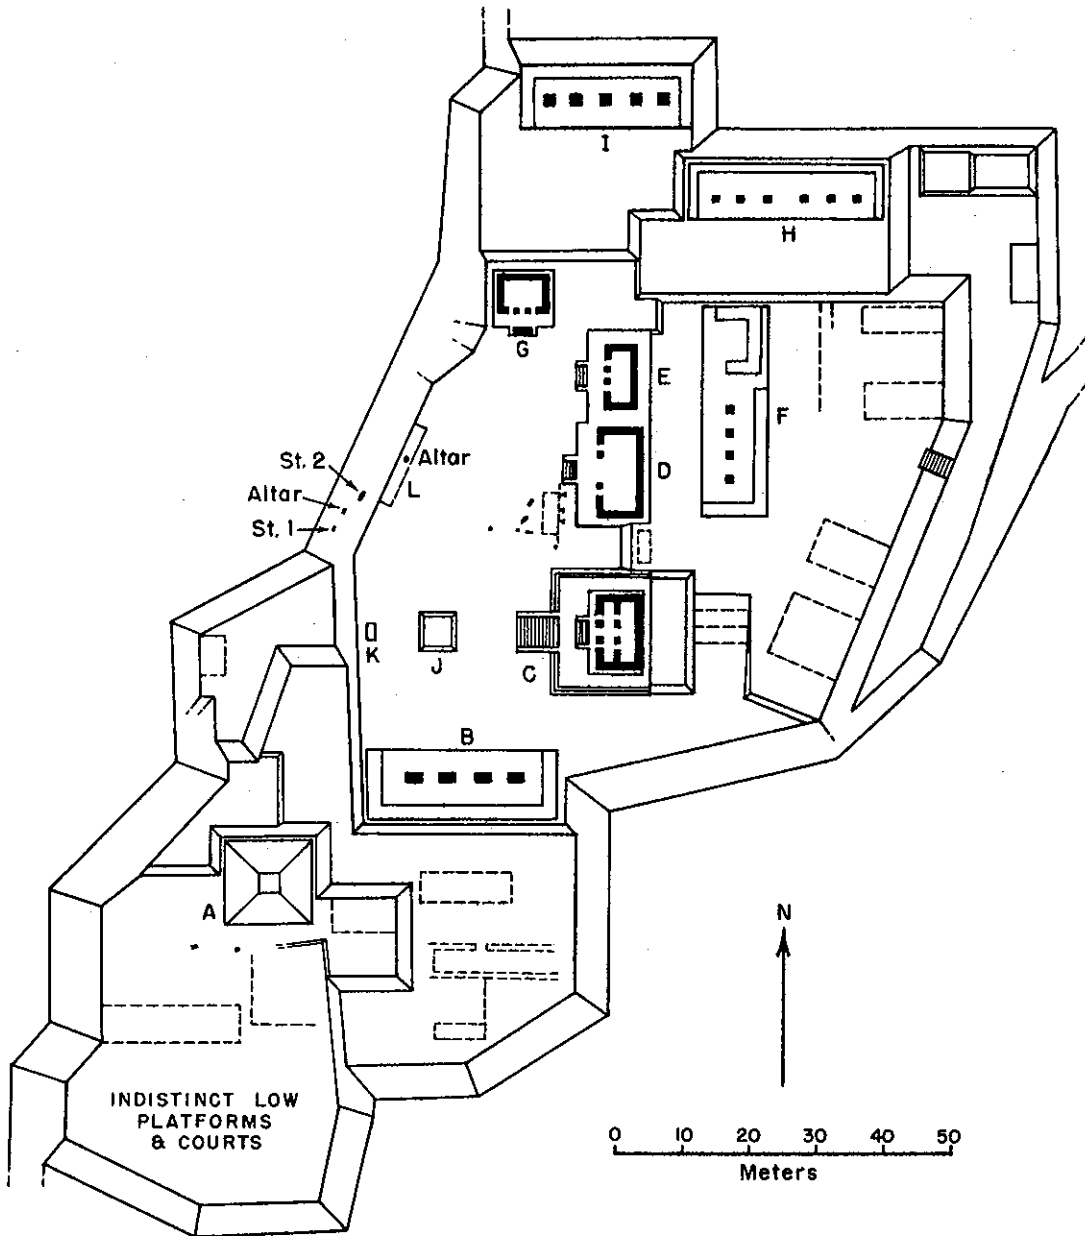 I
H
G
E
F
St. 2
Altar
D
Altar
L
St. 1
K
J
C
B
A
N
INDISTINCT LOW
PLATFORMS
& COURTS
0 10 20 30 40 50
Meters